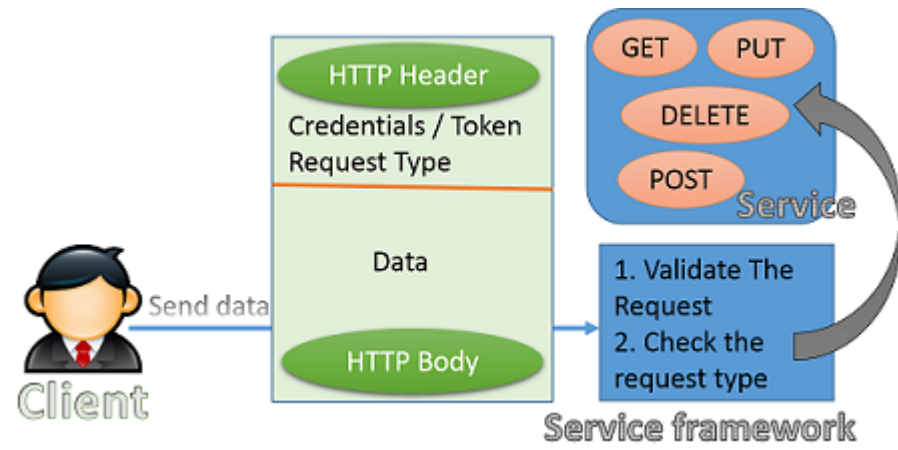 Client
Send data
HTTP Header
Credentials / Token
Request Type
Data
HTTP Body
GET
PUT
DELETE
POST
Service
1. Validate The
Request
2. Check the
request type
Service framework